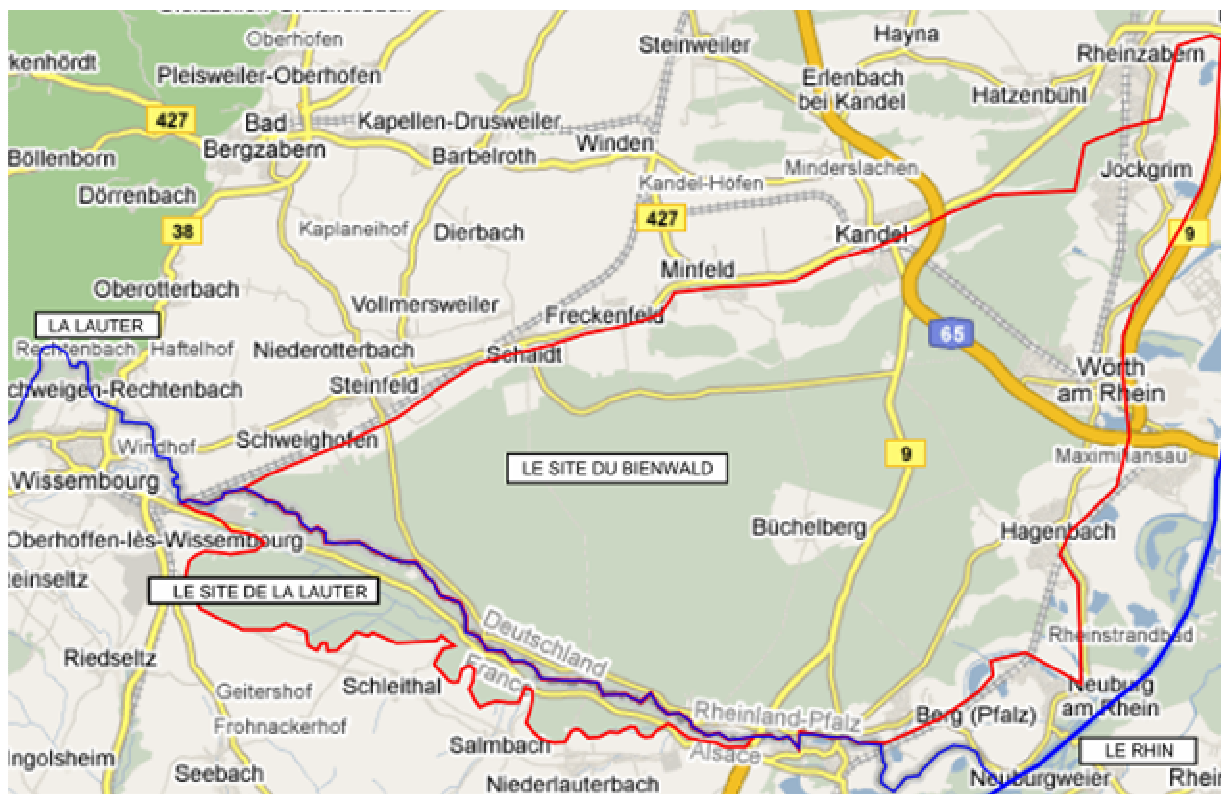 Oberhofen
Steinweiler
Hayna
Rheinzabern
rkenhördt
Pleisweiler-Oberhofen
Erlenbach
bei Kandel
Hatzenbühl
427
Bad
Bergzabern
Kapellen-Drusweiler
Winden
Böllenborn
Barbelroth
Minderslachen
Jockgrim
Dörrenbach
Kandel-Höfen
38
Kaplaneihof
Dierbach
427
Kandel
9
Minfeld
Oberotterbach
Vollmersweiler
Freckenfeld
LA LAUTER
65
Rechtenbach
Haftelhof
Niederotterbach
Schaidt
Wörth
am Rhein
chweigen-Rechtenbach
Steinfeld
Windhof
Schweighofen
9
Maximiliansau
LE SITE DU BIENWALD
Wissembourg
Büchelberg
Hagenbach
Oberhoffen-lès-Wissembourg
teinseltz
LE SITE DE LA LAUTER
Deutschland
Rheinstrandbad
Riedseltz
Franc
Geitershof
Schleithal
Neuburg
am Rhein
Frohnackerhof
Rheinland-Pfalz
Berg (Pfalz)
Salmbach
Alsace
LE RHIN
Ingolsheim
Seebach
Niederlauterbach
Neuburgweier
Rhein